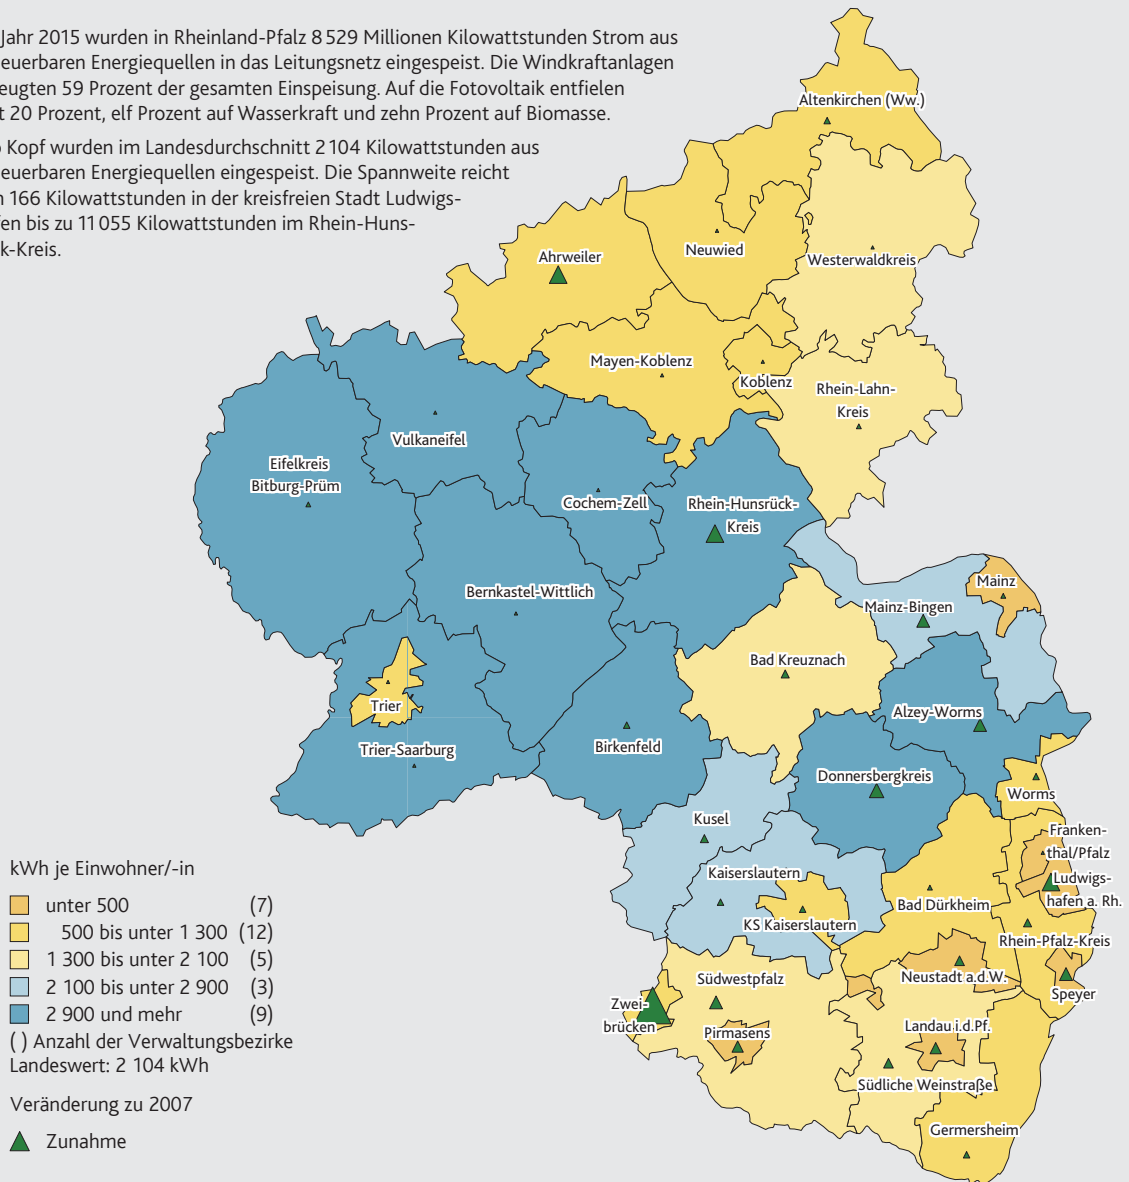 Jahr 2015 wurden in Rheinland-Pfalz 8 529 Millionen Kilowattstunden Strom aus
euerbaren Energiequellen in das Leitungsnetz eingespeist. Die Windkraftanlagen
eugten 59 Prozent der gesamten Einspeisung. Auf die Fotovoltaik entfielen
t 20 Prozent, elf Prozent auf Wasserkraft und zehn Prozent auf Biomasse.
o Kopf wurden im Landesdurchschnitt 2 104 Kilowattstunden aus
euerbaren Energiequellen eingespeist. Die Spannweite reicht
n 166 Kilowattstunden in der kreisfreien Stadt Ludwigs-
fen bis zu 11 055 Kilowattstunden im Rhein-Huns-
k-Kreis.
Altenkirchen (Ww.)
Neuwied
Westerwaldkreis
Ahrweiler
Mayen-Koblenz
Koblenz
Rhein-Lahn-
Kreis
Vulkaneifel
Eifelkreis
Bitburg-Prüm
Cochem-Zell
Rhein-Hunsrück-
Kreis
Bernkastel-Wittlich
Mainz
Mainz-Bingen
Bad Kreuznach
Trier
Trier-Saarburg
Birkenfeld
Alzey-Worms
Donnersbergkreis
Worms
Kusel
Franken-
thal/Pfalz
Kaiserslautern
Ludwigs-
hafen a. Rh.
Bad Dürkheim
KS Kaiserslautern
Rhein-Pfalz-Kreis
Südwestpfalz
Neustadt a.d.W.
Speyer
Zwei-
brücken
Pirmasens
Landau i.d.Pf.
Südliche Weinstraße
Germersheim
kWh je Einwohner/-in
unter 500 (7)
500 bis unter 1 300 (12)
1 300 bis unter 2 100 (5)
2 100 bis unter 2 900 (3)
2 900 und mehr (9)
( ) Anzahl der Verwaltungsbezirke
Landeswert: 2 104 kWh
Veränderung zu 2007
Zunahme